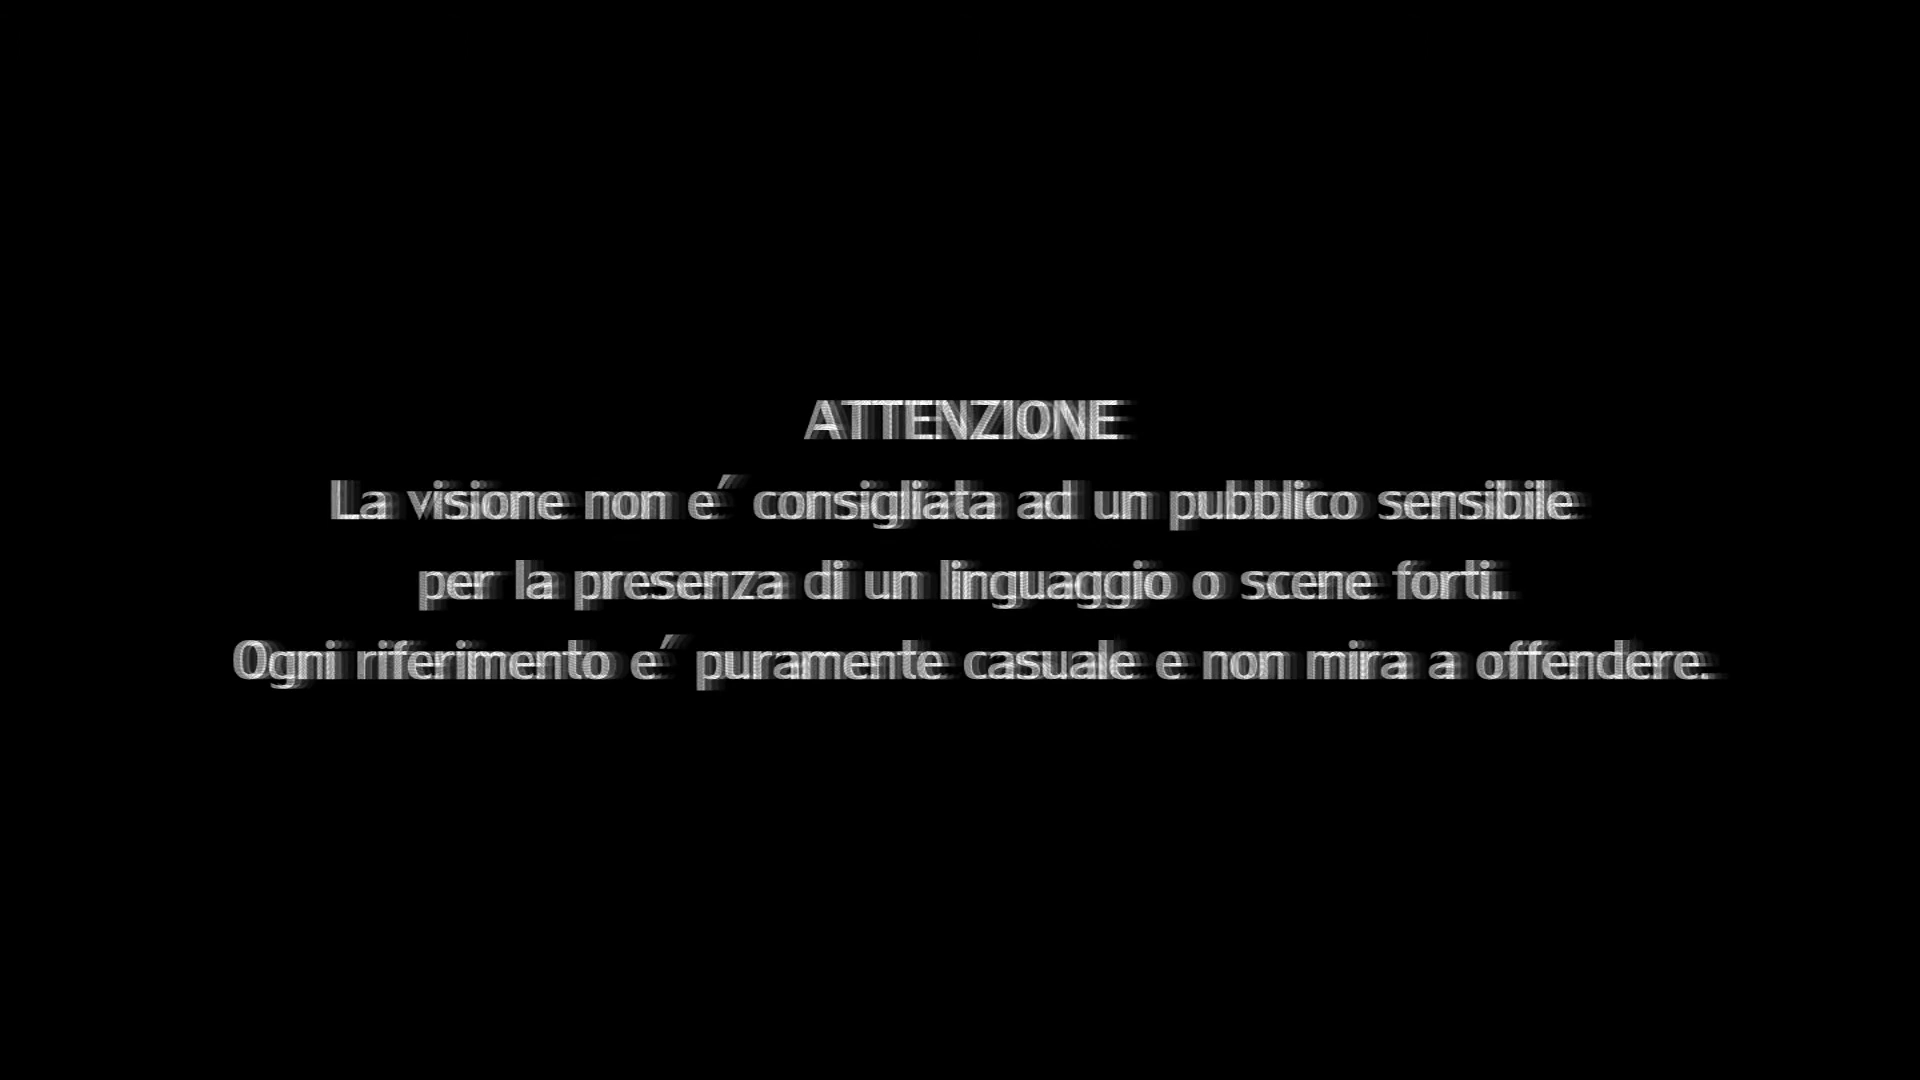 ATTENZIONE
La visione non e´ consigliata ad un pubblico sensibile
per la presenza di un linguaggio o scene forti.
Ogni riferimento e´ puramente casuale e non mira a offendere.